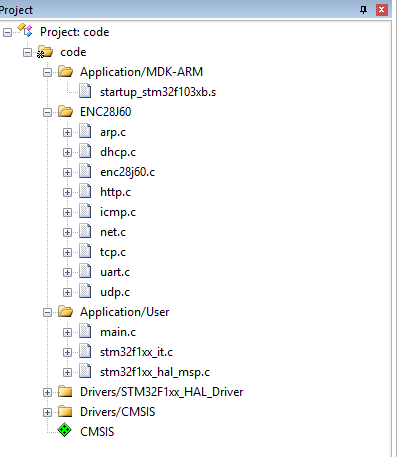 Project
Project: code
code
Application/MDK-ARM
startup_stm32f103xb.s
ENC28J60
arp.c
dhcp.c
enc28j60.c
http.c
icmp.c
net.c
tcp.c
uart.c
udp.c
Application/User
main.c
stm32f1xx_it.c
stm32f1xx_hal_msp.c
Drivers/STM32F1xx_HAL_Driver
Drivers/CMSIS
CMSIS